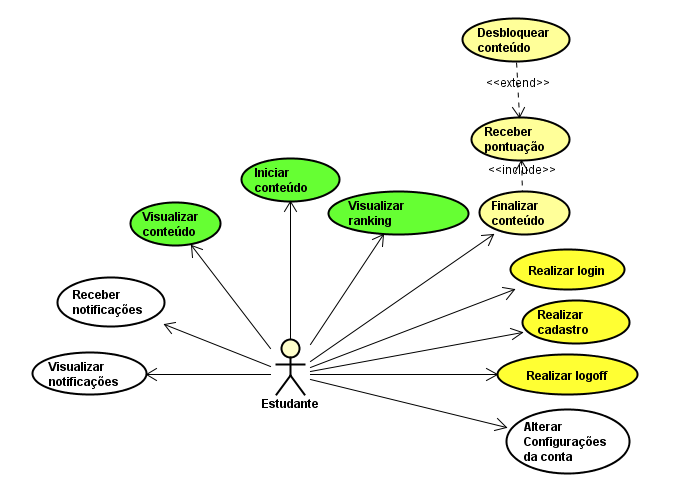 Desbloquear
conteúdo
<<extend>>
Receber
pontuação
<<include>>
Iniciar
conteúdo
Visualizar
conteúdo
Visualizar
ranking
Finalizar
conteúdo
Realizar login
Receber
notificações
Realizar
cadastro
Visualizar
notificações
Realizar logoff
Estudante
Alterar
Configurações
da conta